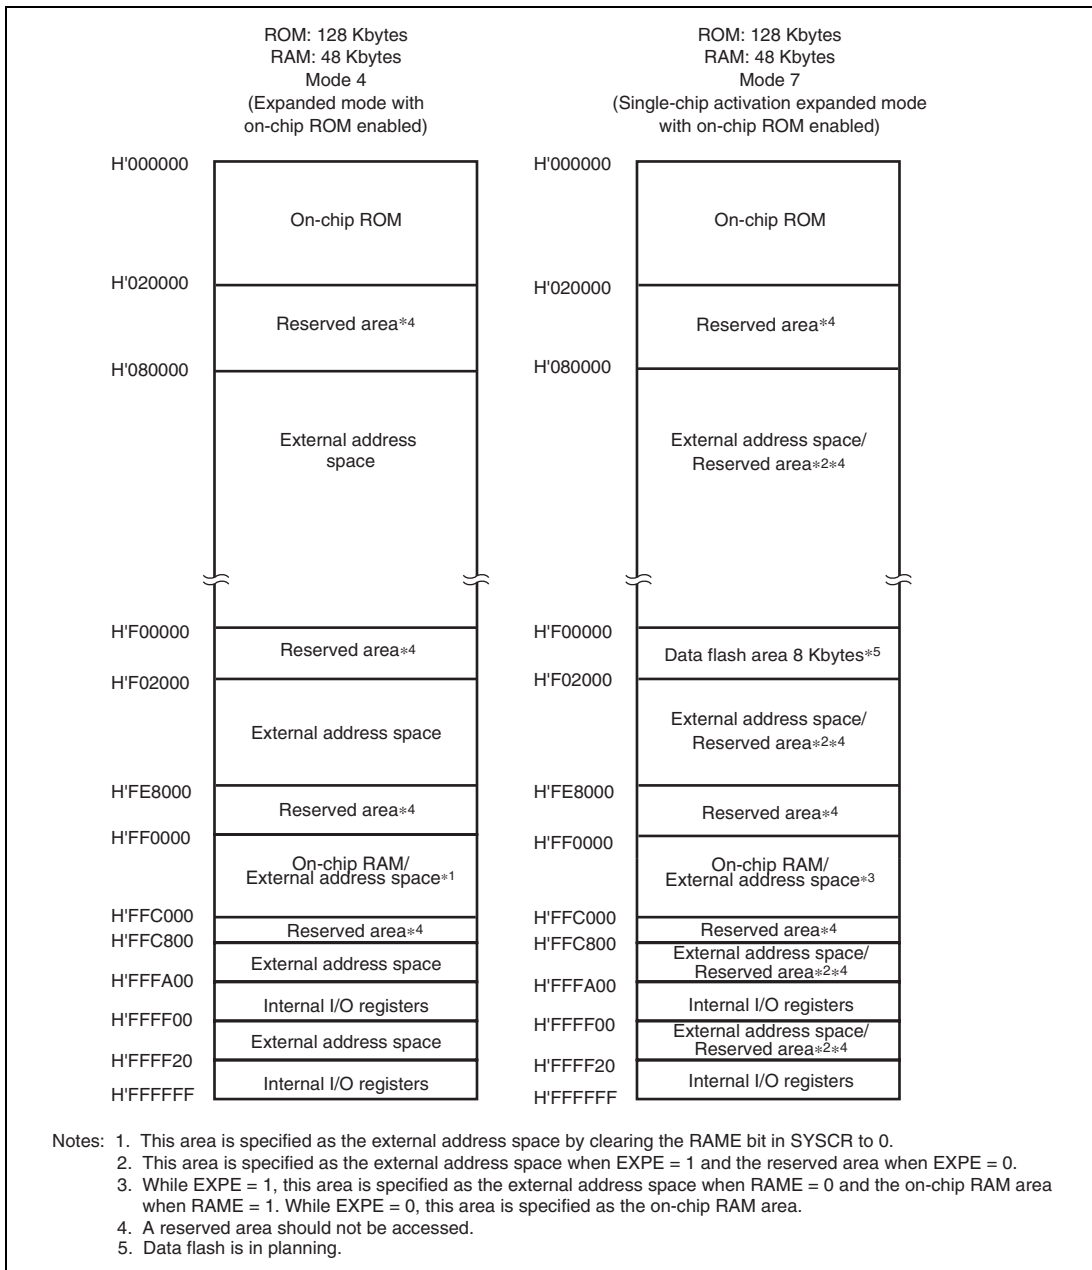 ROM: 128 Kbytes
RAM: 48 Kbytes
Mode 4
(Expanded mode with
on-chip ROM enabled)
H'000000
On-chip ROM
H'020000
Reserved area*4
H'080000
External address
space
H'F00000
Reserved area*4
H'F02000
External address space
H'FE8000
Reserved area*4
H'FF0000
On-chip RAM/
External address space*1
H'FFC000
Reserved area*4
H'FFC800
External address space
H'FFFA00
Internal I/O registers
H'FFFF00
External address space
H'FFFF20
Internal I/O registers
H'FFFFFF
ROM: 128 Kbytes
RAM: 48 Kbytes
Mode 7
(Single-chip activation expanded mode
with on-chip ROM enabled)
H'000000
On-chip ROM
H'020000
Reserved area*4
H'080000
External address space/
Reserved area*2*4
H'F00000
Data flash area 8 Kbytes*5
H'F02000
External address space/
Reserved area*2*4
H'FE8000
Reserved area*4
H'FF0000
On-chip RAM/
External address space*3
H'FFC000
Reserved area*4
H'FFC800
External address space/
Reserved area*2*4
H'FFFA00
Internal I/O registers
H'FFFF00
External address space/
Reserved area*2*4
H'FFFF20
Internal I/O registers
H'FFFFFF
Notes: 1. This area is specified as the external address space by clearing the RAME bit in SYSCR to 0.
2. This area is specified as the external address space when EXPE = 1 and the reserved area when EXPE = 0.
3. While EXPE = 1, this area is specified as the external address space when RAME = 0 and the on-chip RAM area
when RAME = 1. While EXPE = 0, this area is specified as the on-chip RAM area.
4. A reserved area should not be accessed.
5. Data flash is in planning.